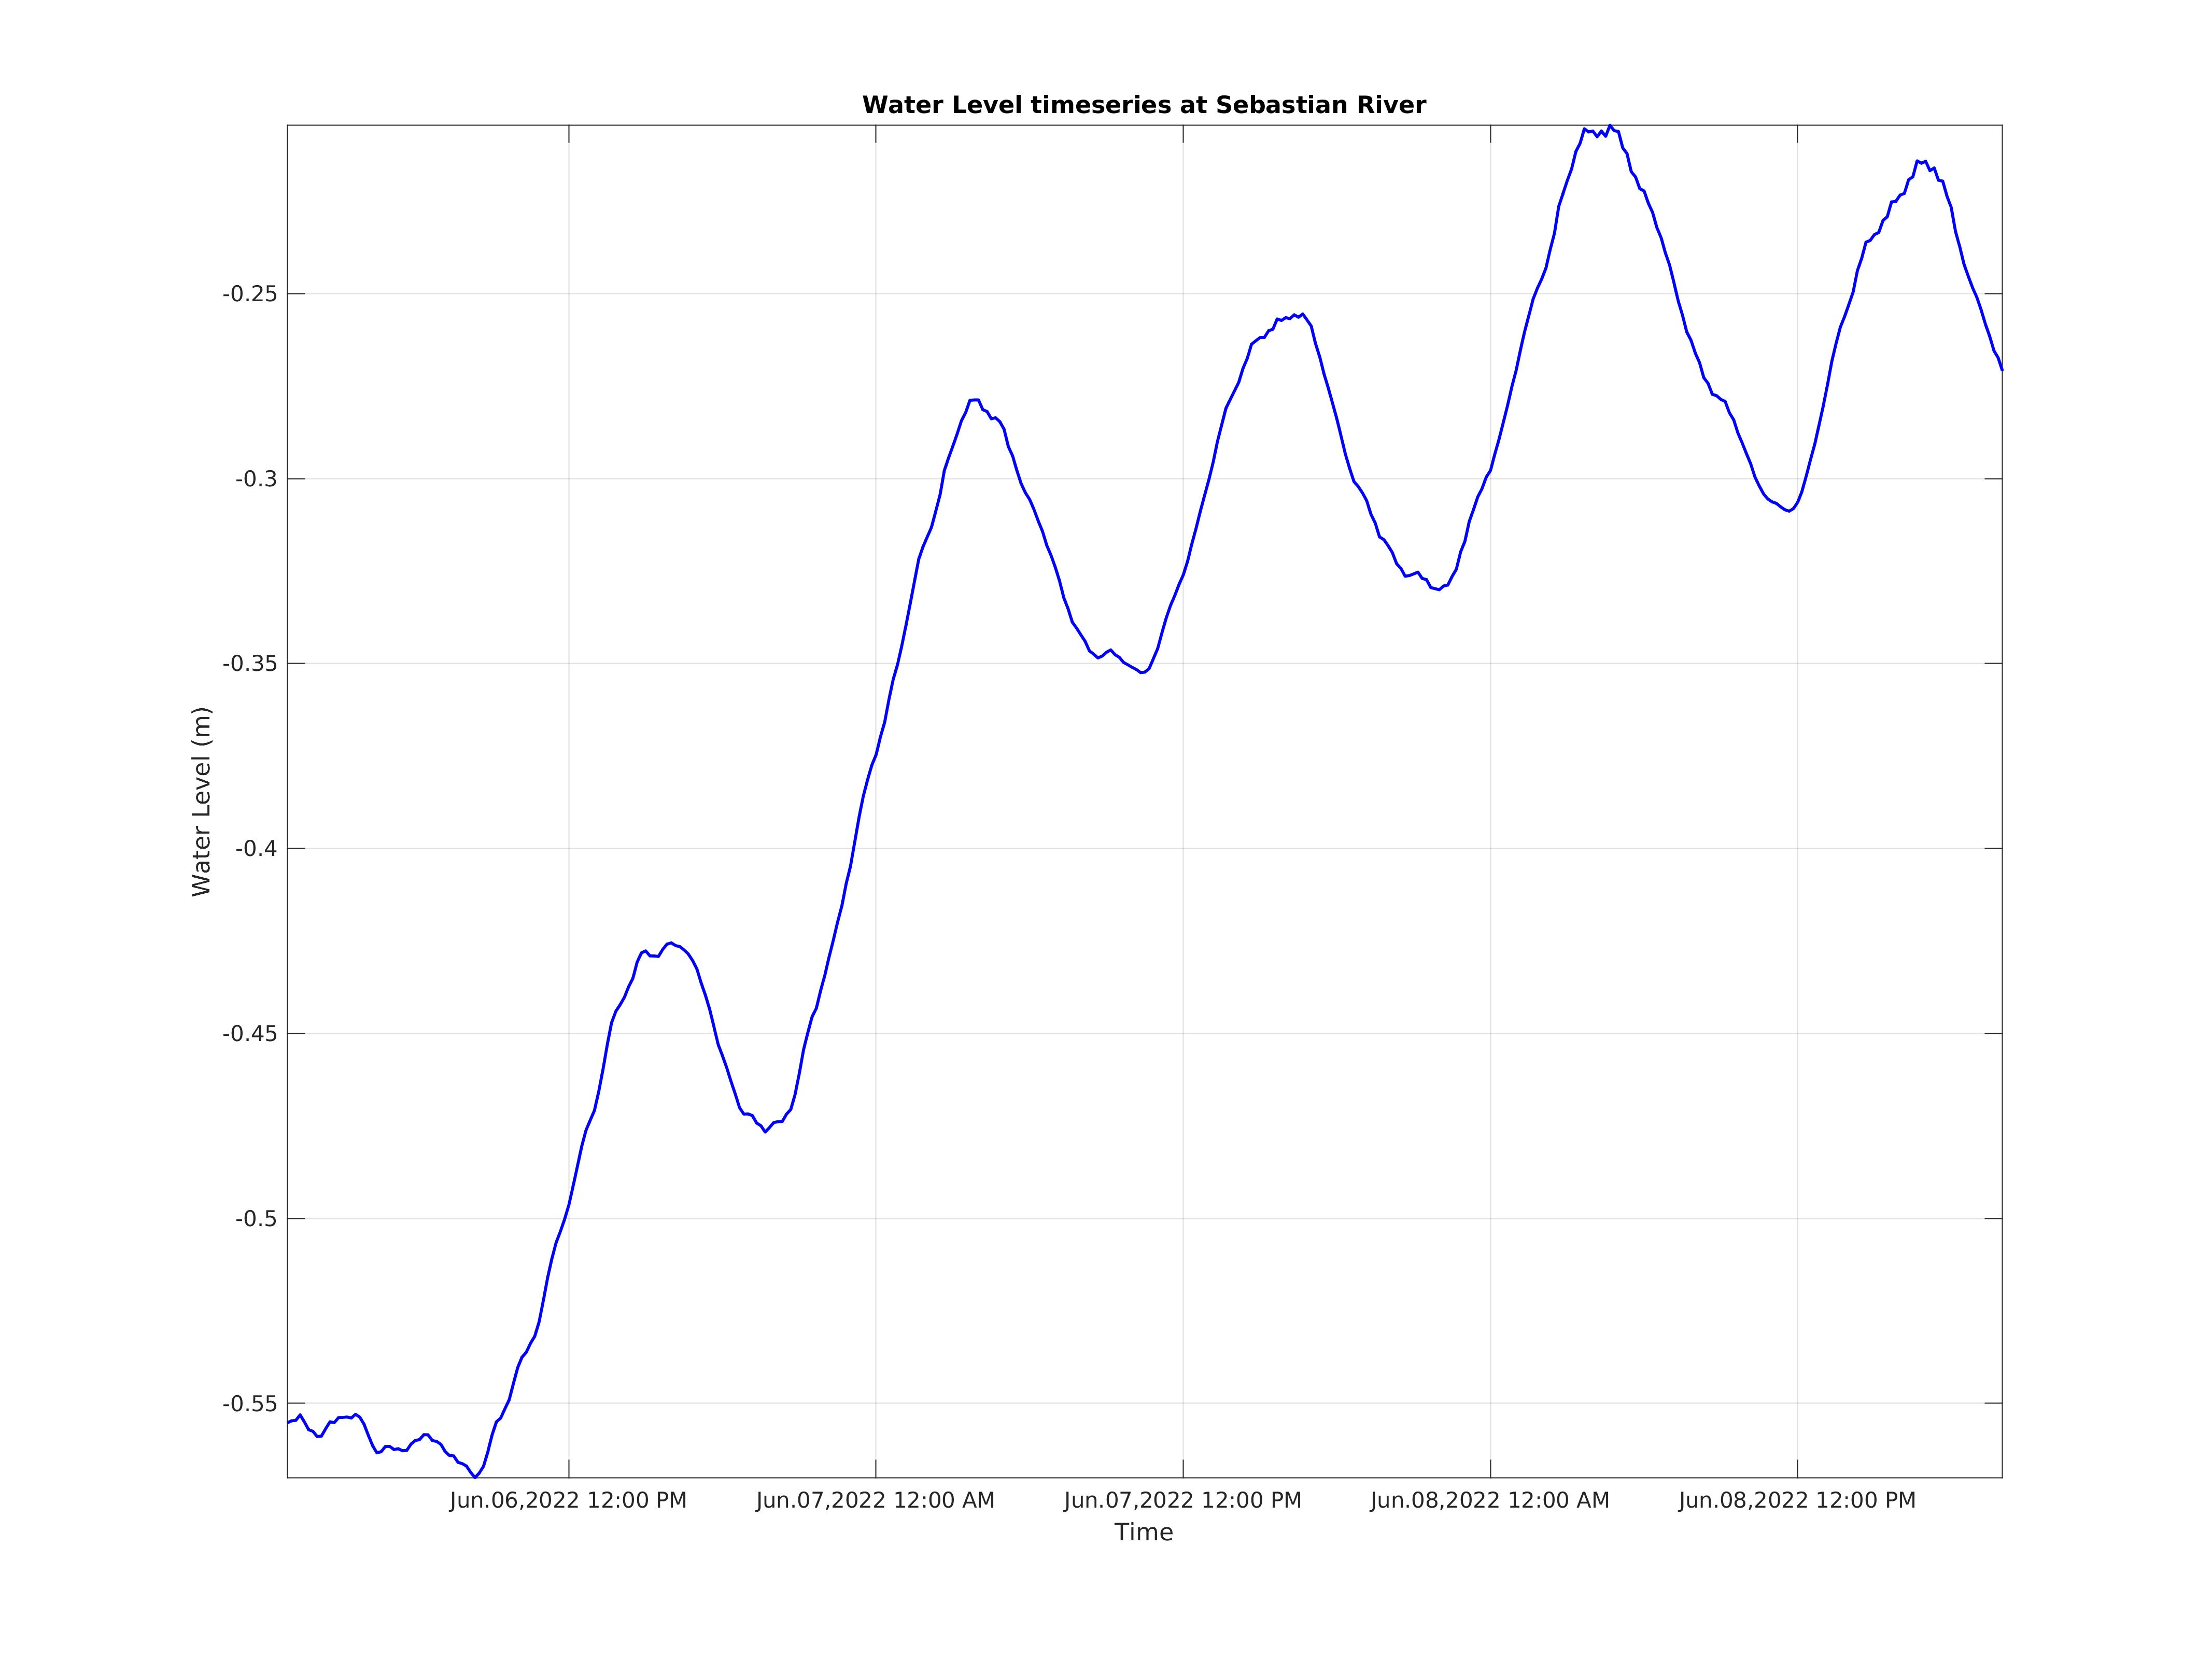 Water Level timeseries at Sebastian River
-0.25
-0.3
-0.35
-0.4
-0.45
-0.5
-0.55
Water Level (m)
Jun.06,2022 12:00 PM
Jun.07,2022 12:00 AM
Jun.07,2022 12:00 PM
Jun.08,2022 12:00 AM
Jun.08,2022 12:00 PM
Time